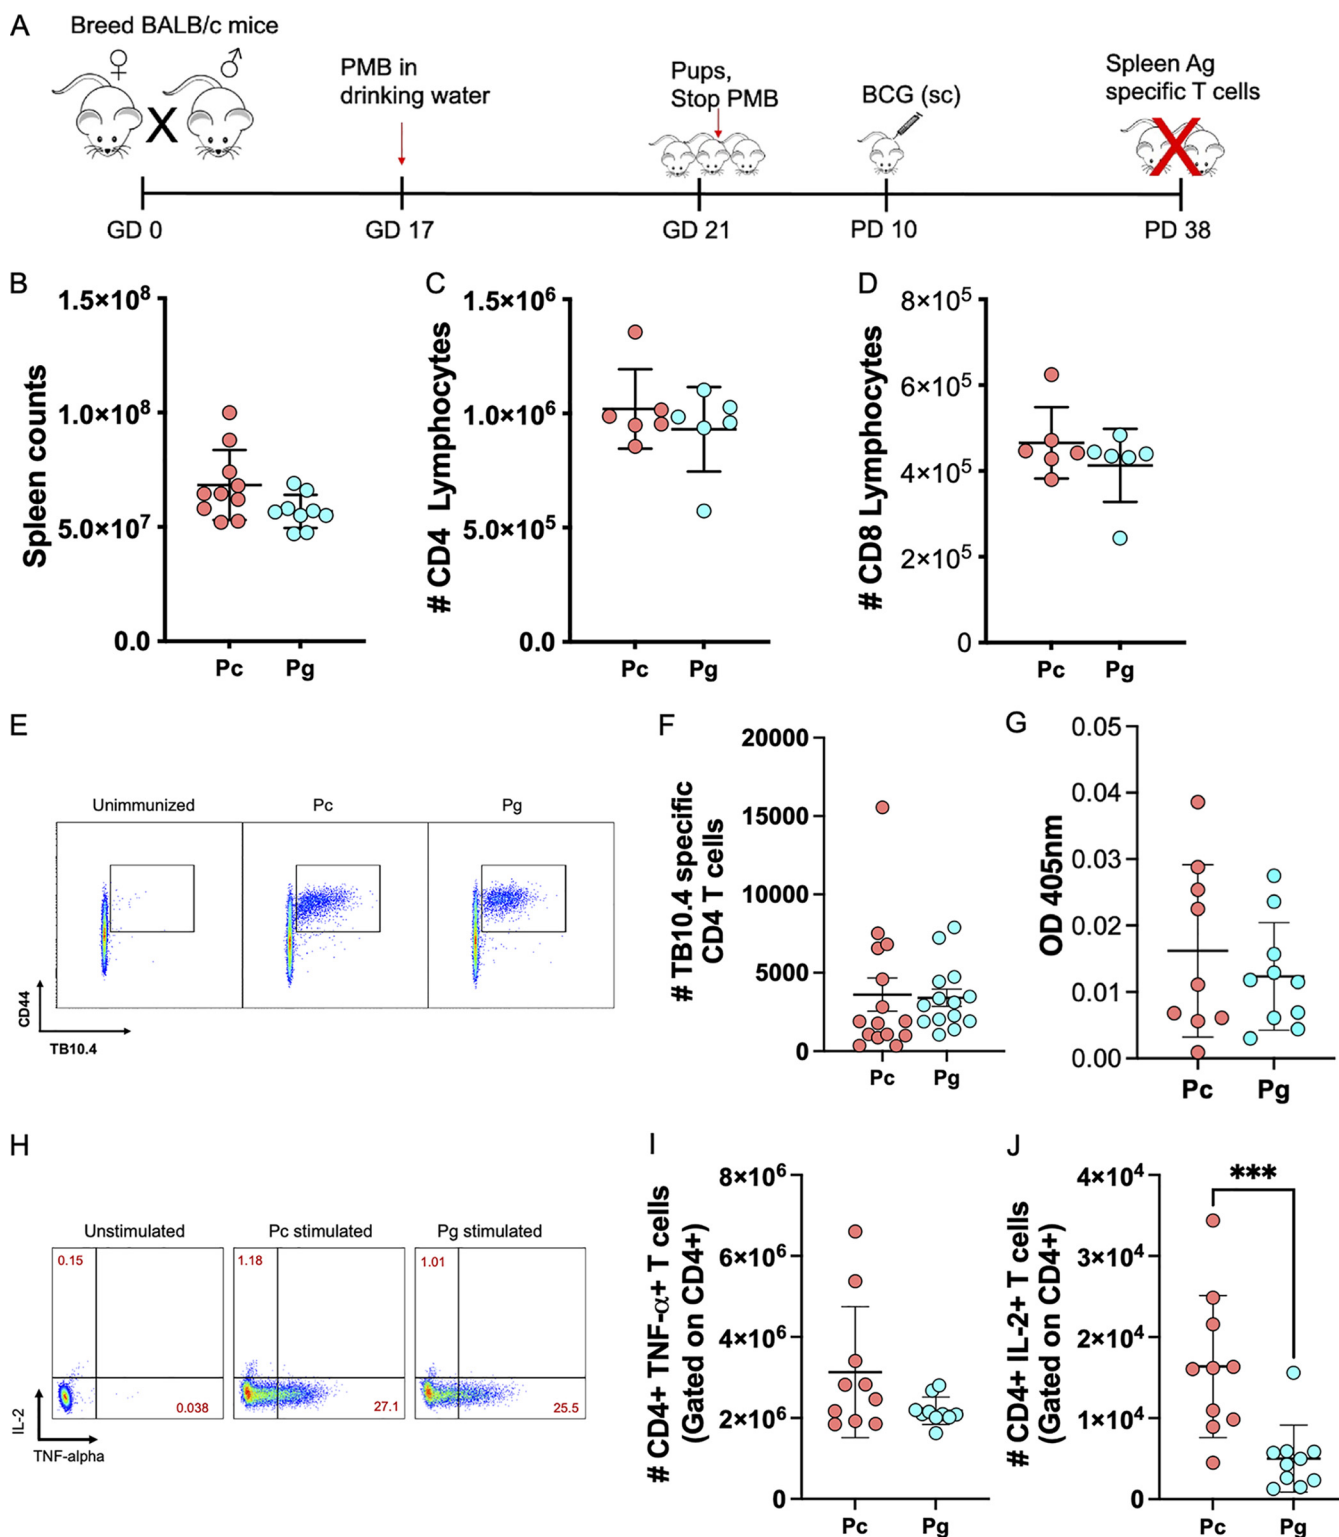 A
Breed BALB/c mice
♀
♂
X
PMB in
drinking water
Pups,
Stop PMB
BCG (sc)
Spleen Ag
specific T cells
GD 0
GD 17
GD 21
PD 10
PD 38
B
Spleen counts
1.5×10⁸
1.0×10⁸
5.0×10⁷
0.0
Pc
Pg
C
# CD4 Lymphocytes
1.5×10⁶
1.0×10⁶
5.0×10⁵
0.0
Pc
Pg
D
# CD8 Lymphocytes
8×10⁵
6×10⁵
4×10⁵
2×10⁵
0
Pc
Pg
E
Unimmunized
Pc
Pg
CD44
TB10.4
F
# TB10.4 specific
CD4 T cells
20000
15000
10000
5000
0
Pc
Pg
G
OD 405nm
0.05
0.04
0.03
0.02
0.01
0.00
Pc
Pg
H
Unstimulated
Pc stimulated
Pg stimulated
0.15
1.18
1.01
0.038
27.1
25.5
IL-2
TNF-alpha
I
# CD4+ TNF-α+ T cells
(Gated on CD4+)
8×10⁶
6×10⁶
4×10⁶
2×10⁶
0
Pc
Pg
J
# CD4+ IL-2+ T cells
(Gated on CD4+)
4×10⁴
3×10⁴
2×10⁴
1×10⁴
0
***
Pc
Pg